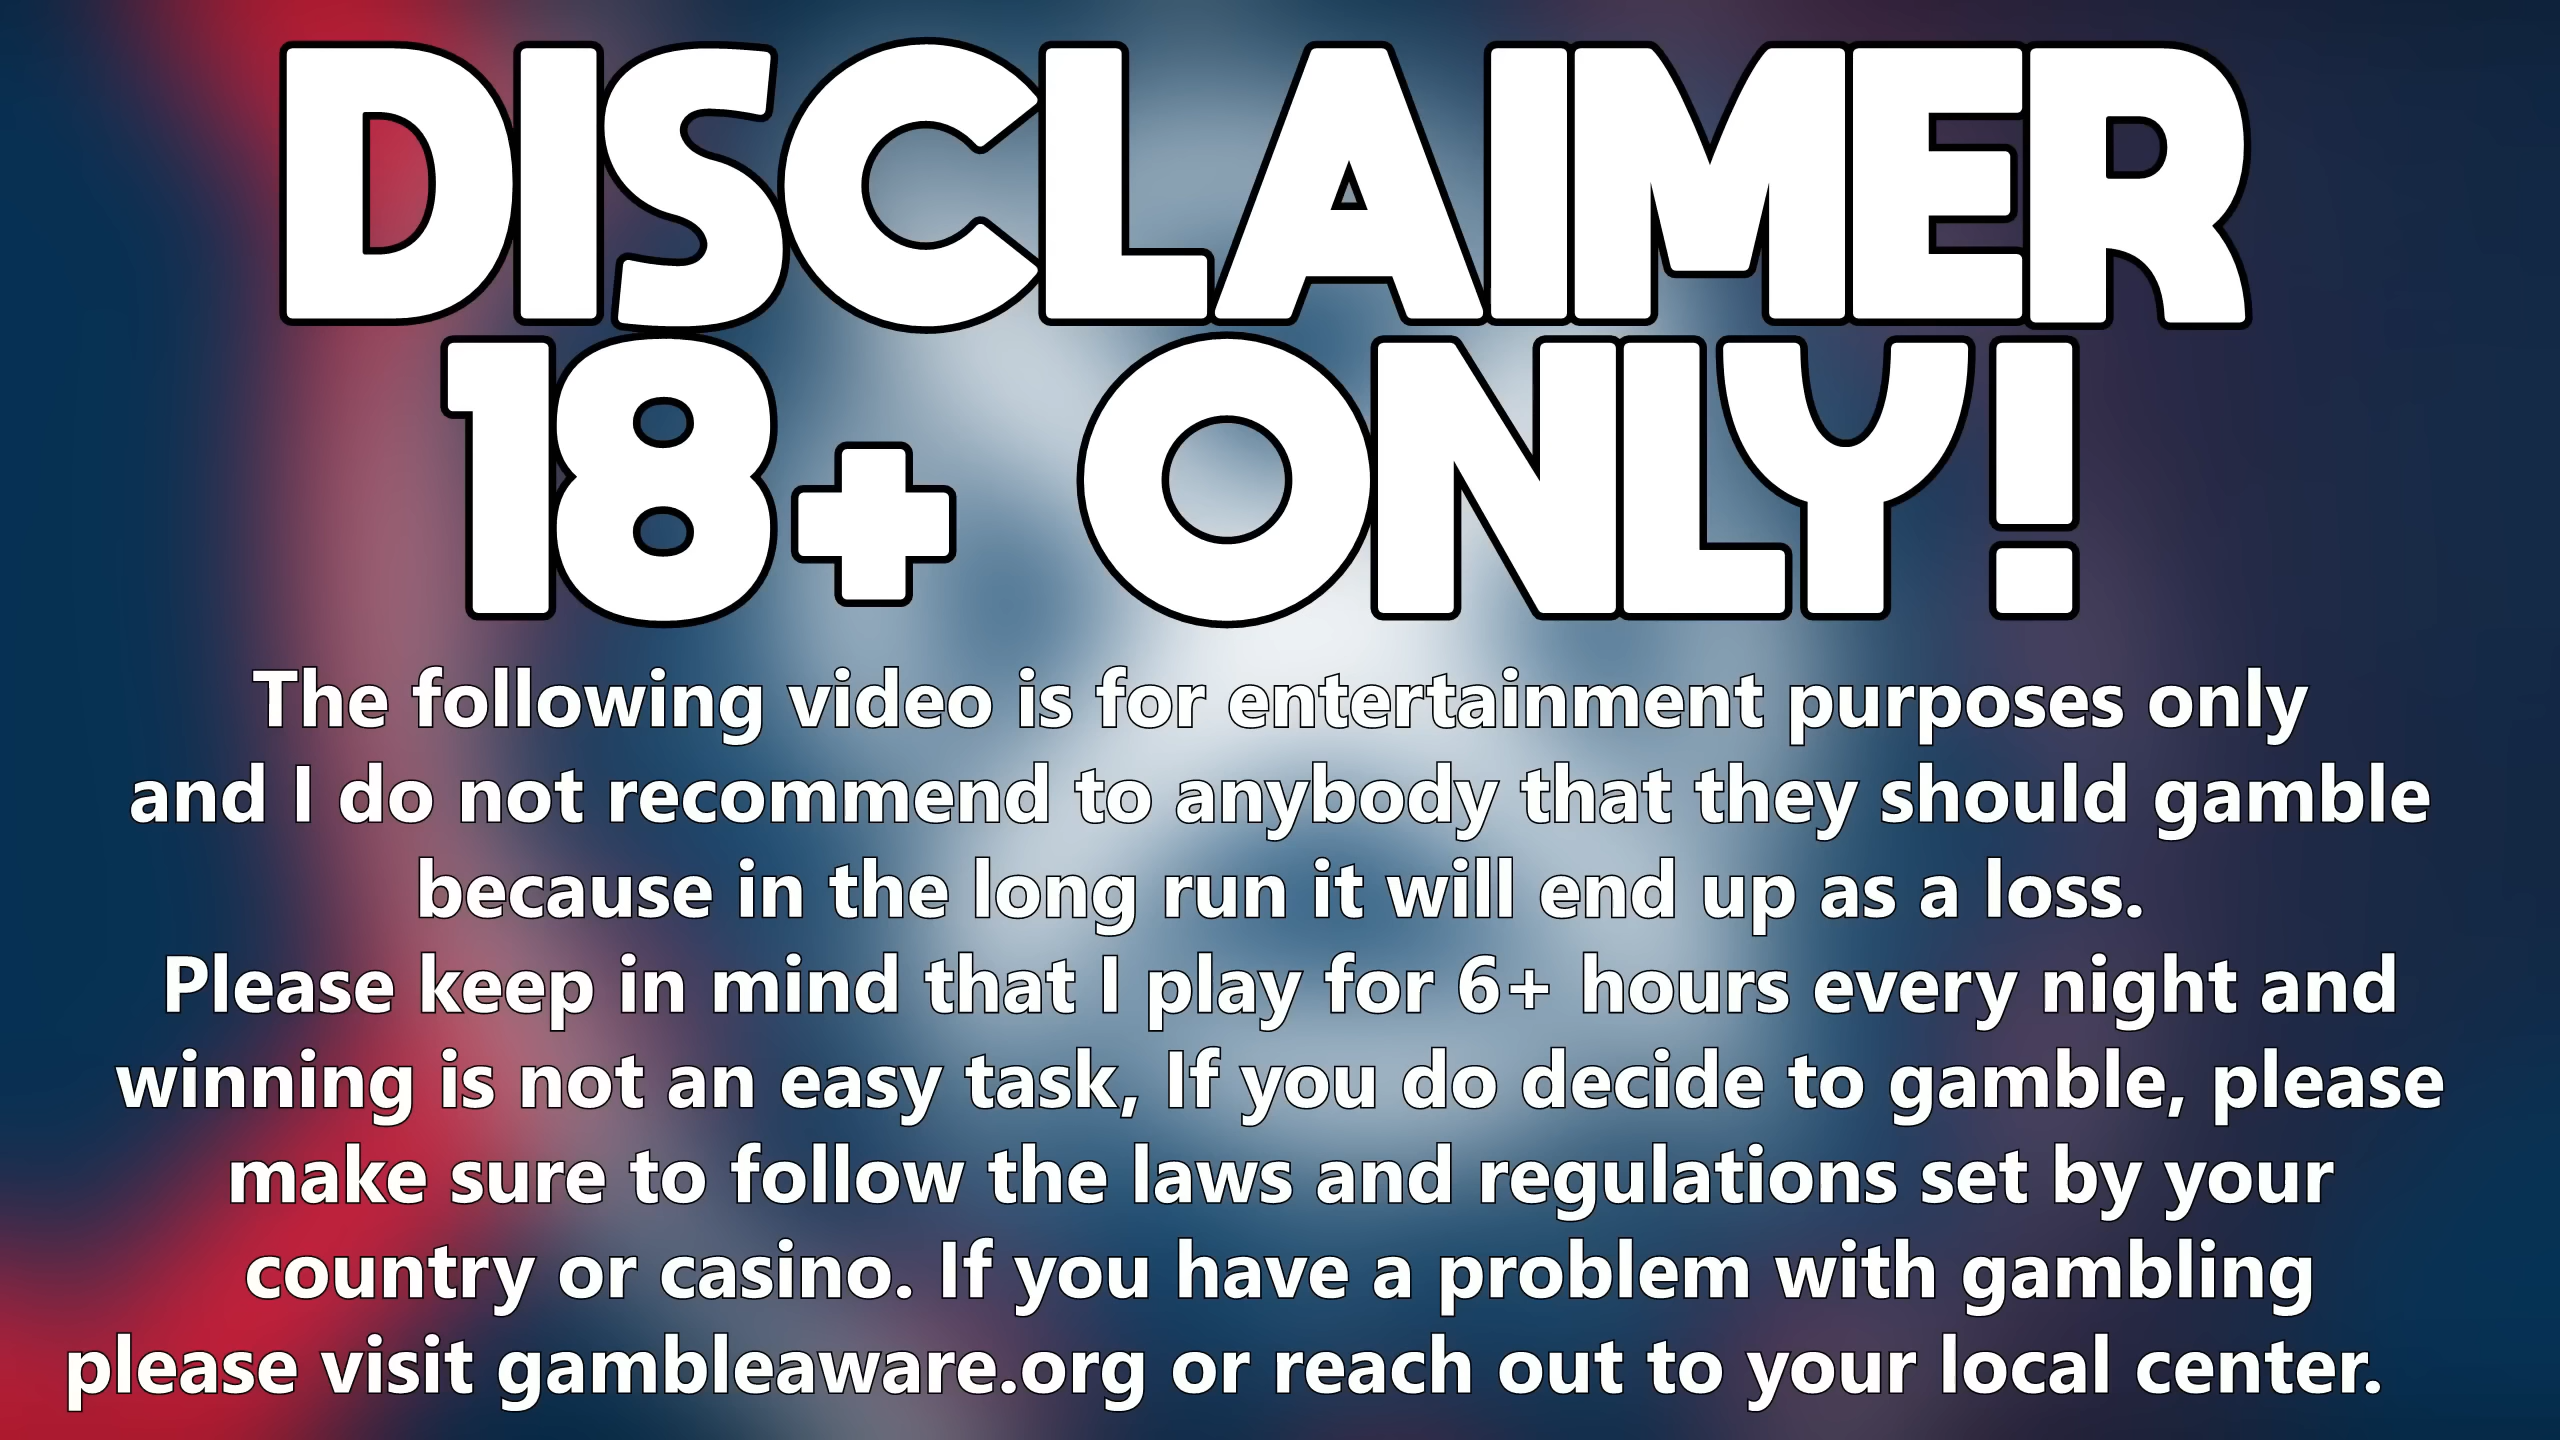 DISCLAIMER
18+ ONLY!
The following video is for entertainment purposes only
and I do not recommend to anybody that they should gamble
because in the long run it will end up as a loss.
Please keep in mind that I play for 6+ hours every night and
winning is not an easy task, If you do decide to gamble, please
make sure to follow the laws and regulations set by your
country or casino. If you have a problem with gambling
please visit gambleaware.org or reach out to your local center.